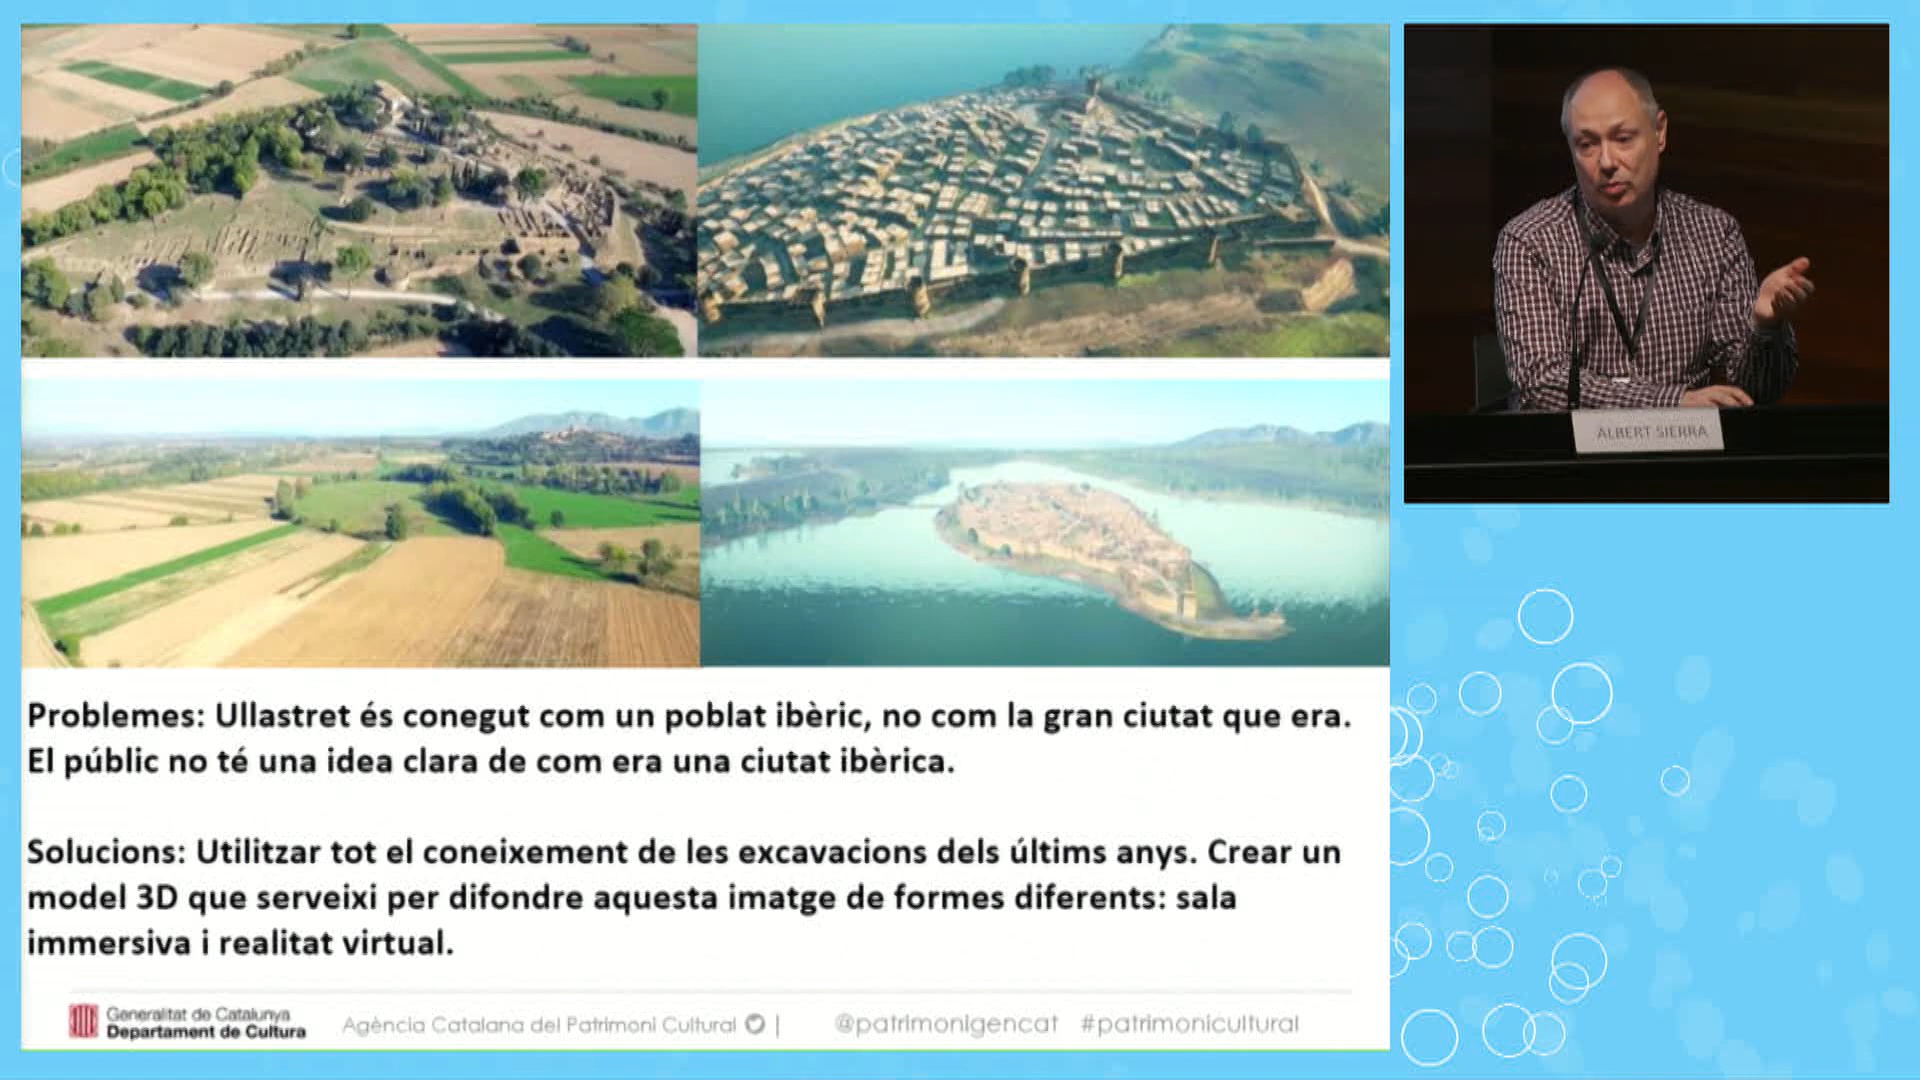 ALBERT SIERRA
Problemes: Ullastret és conegut com un poblat ibèric, no com la gran ciutat que era.
El públic no té una idea clara de com era una ciutat ibèrica.
Solucions: Utilitzar tot el coneixement de les excavacions dels últims anys. Crear un
model 3D que serveixi per difondre aquesta imatge de formes diferents: sala
immersiva i realitat virtual.
Generalitat de Catalunya
Departament de Cultura
Agència Catalana del Patrimoni Cultural | @patrimonigencat #patrimonicultural